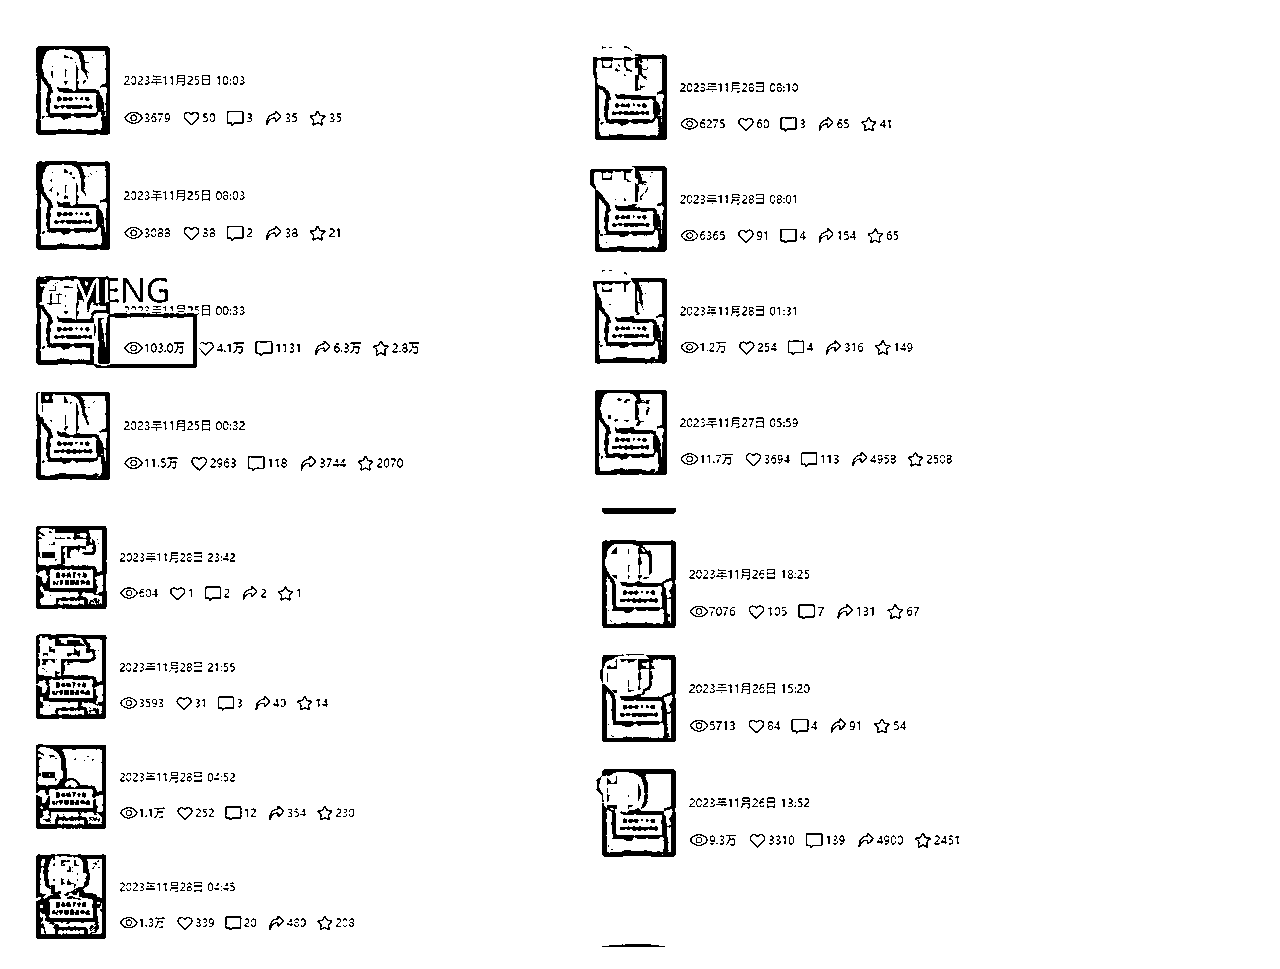 2023年11月25日 10:03
3679 50 3 35 35
2023年11月25日 08:03
3088 38 2 38 21
MENG
2023年11月25日 00:33
103.0万 4.1万 1131 6.3万 2.8万
2023年11月25日 00:32
11.5万 2963 118 3744 2070
2023年11月28日 23:42
604 1 2 2 1
2023年11月28日 21:55
3593 31 3 40 14
2023年11月28日 04:52
1.1万 252 12 354 230
2023年11月28日 04:45
1.3万 339 20 480 208
2023年11月28日 08:10
6275 60 3 65 41
2023年11月28日 08:01
6365 91 4 154 65
2023年11月28日 01:31
1.2万 254 4 316 149
2023年11月27日 05:59
11.7万 3694 113 4958 2508
2023年11月26日 18:25
7076 105 7 131 67
2023年11月26日 15:20
5713 84 4 91 54
2023年11月26日 13:52
9.3万 3310 139 4900 2451